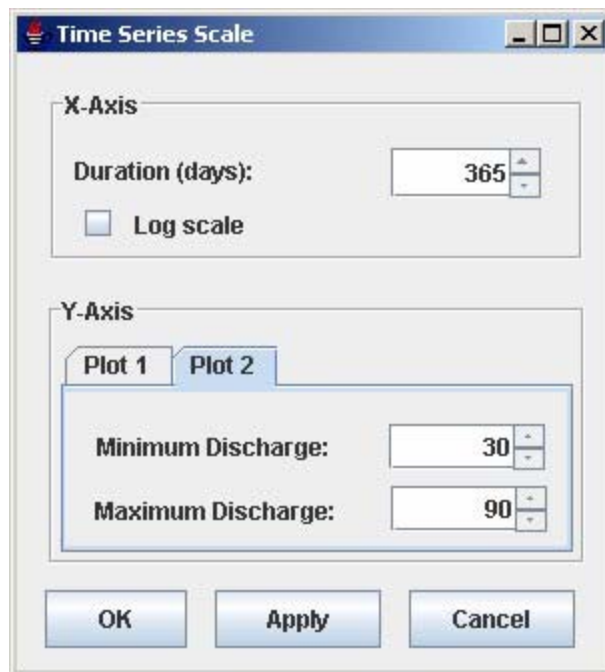 Time Series Scale
X-Axis
Duration (days): 365
Log scale
Y-Axis
Plot 1 Plot 2
Minimum Discharge: 30
Maximum Discharge: 90
OK Apply Cancel